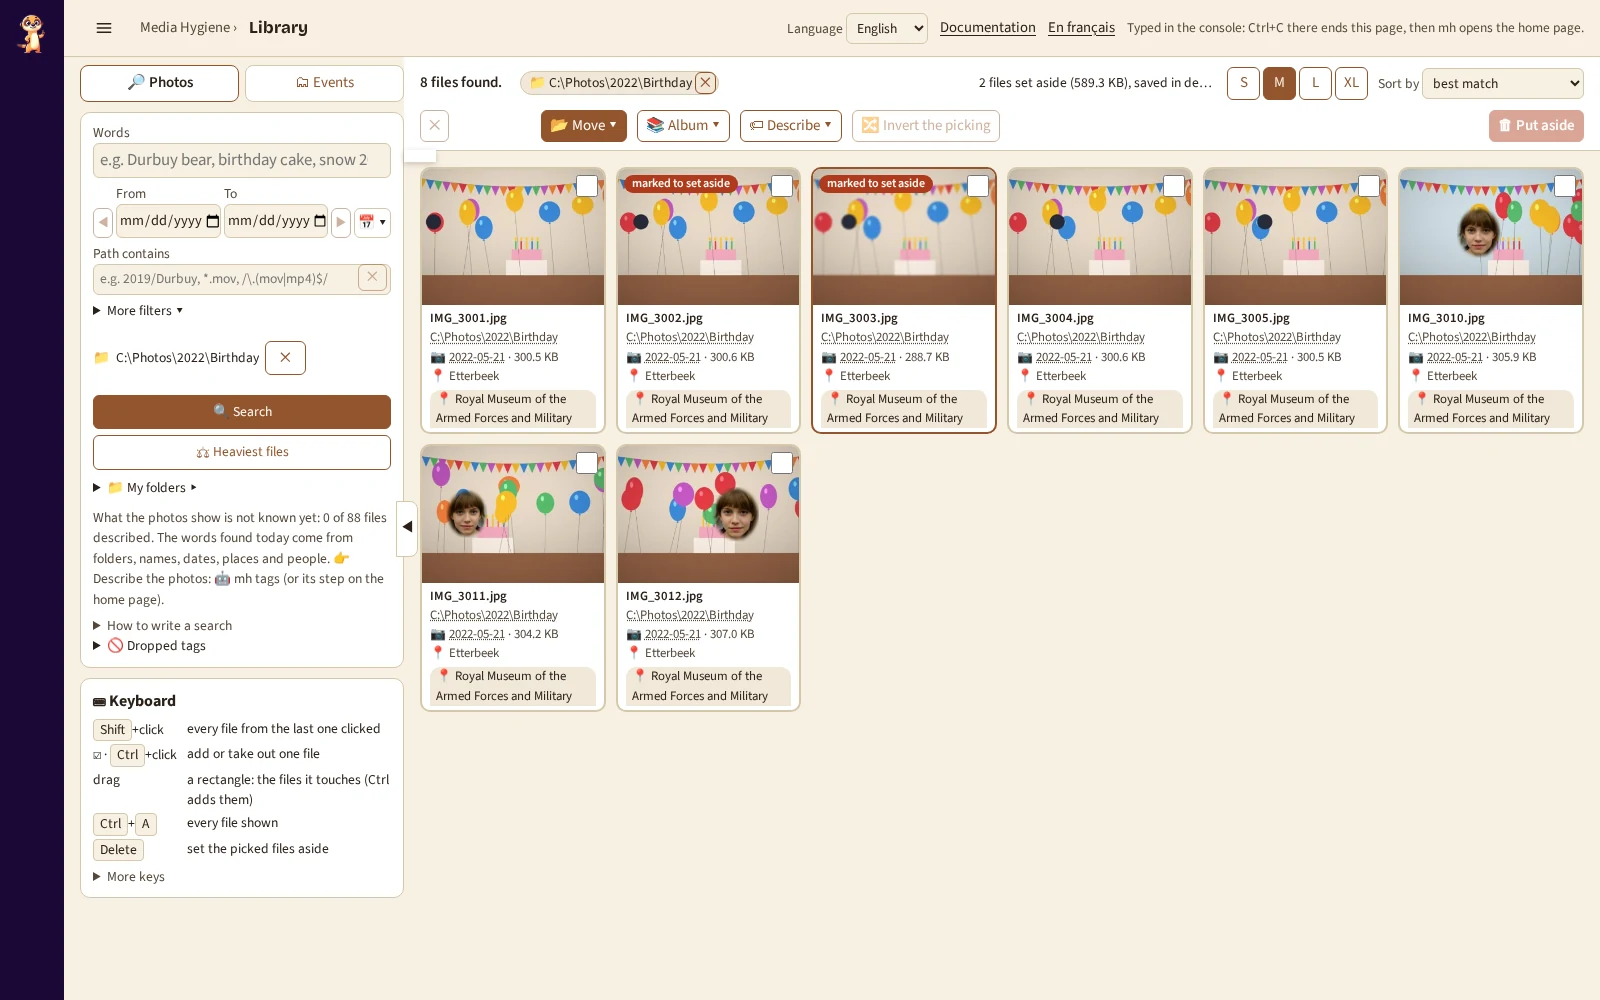 Media Hygiene › Library
Language English Documentation En français Typed in the console: Ctrl+C there ends this page, then mh opens the home page.
🔎 Photos
🗂 Events
Words
e.g. Durbuy bear, birthday cake, snow 2
From To
◀ mm/dd/yyyy mm/dd/yyyy ▶ 📅 ▾
Path contains
e.g. 2019/Durbuy, *.mov, /\.(mov|mp4)$/ ✕
▶ More filters ▾
📁 C:\Photos\2022\Birthday ✕
🔍 Search
⚖ Heaviest files
▶ 📁 My folders ▸
What the photos show is not known yet: 0 of 88 files
described. The words found today come from
folders, names, dates, places and people. 👉
Describe the photos: 🤖 mh tags (or its step on the
home page).
▶ How to write a search
▶ 🚫 Dropped tags
⌨ Keyboard
Shift+click every file from the last one clicked
☑ · Ctrl+click add or take out one file
drag a rectangle: the files it touches (Ctrl
adds them)
Ctrl+A every file shown
Delete set the picked files aside
▶ More keys
8 files found. 📁 C:\Photos\2022\Birthday ✕ 2 files set aside (589.3 KB), saved in de… S M L XL Sort by best match
✕ 📂 Move ▾ 📚 Album ▾ 🏷 Describe ▾ 🔀 Invert the picking 🗑 Put aside
IMG_3001.jpg
C:\Photos\2022\Birthday
📷 2022-05-21 · 300.5 KB
📍 Etterbeek
📍 Royal Museum of the
Armed Forces and Military
marked to set aside
IMG_3002.jpg
C:\Photos\2022\Birthday
📷 2022-05-21 · 300.6 KB
📍 Etterbeek
📍 Royal Museum of the
Armed Forces and Military
marked to set aside
IMG_3003.jpg
C:\Photos\2022\Birthday
📷 2022-05-21 · 288.7 KB
📍 Etterbeek
📍 Royal Museum of the
Armed Forces and Military
IMG_3004.jpg
C:\Photos\2022\Birthday
📷 2022-05-21 · 300.6 KB
📍 Etterbeek
📍 Royal Museum of the
Armed Forces and Military
IMG_3005.jpg
C:\Photos\2022\Birthday
📷 2022-05-21 · 300.5 KB
📍 Etterbeek
📍 Royal Museum of the
Armed Forces and Military
IMG_3010.jpg
C:\Photos\2022\Birthday
📷 2022-05-21 · 305.9 KB
📍 Etterbeek
📍 Royal Museum of the
Armed Forces and Military
IMG_3011.jpg
C:\Photos\2022\Birthday
📷 2022-05-21 · 304.2 KB
📍 Etterbeek
📍 Royal Museum of the
Armed Forces and Military
IMG_3012.jpg
C:\Photos\2022\Birthday
📷 2022-05-21 · 307.0 KB
📍 Etterbeek
📍 Royal Museum of the
Armed Forces and Military